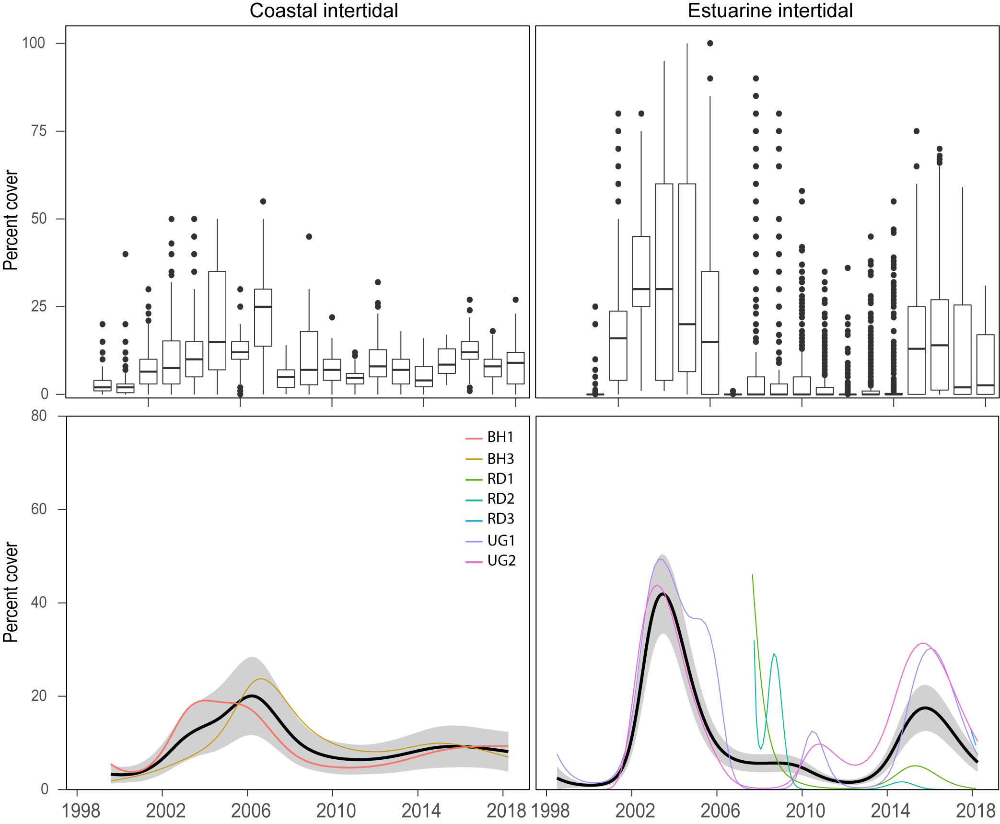 Coastal intertidal
Estuarine intertidal
Percent cover
100
75
50
25
0
Percent cover
80
60
40
20
0
BH1
BH3
RD1
RD2
RD3
UG1
UG2
1998 2002 2006 2010 2014 2018
1998 2002 2006 2010 2014 2018